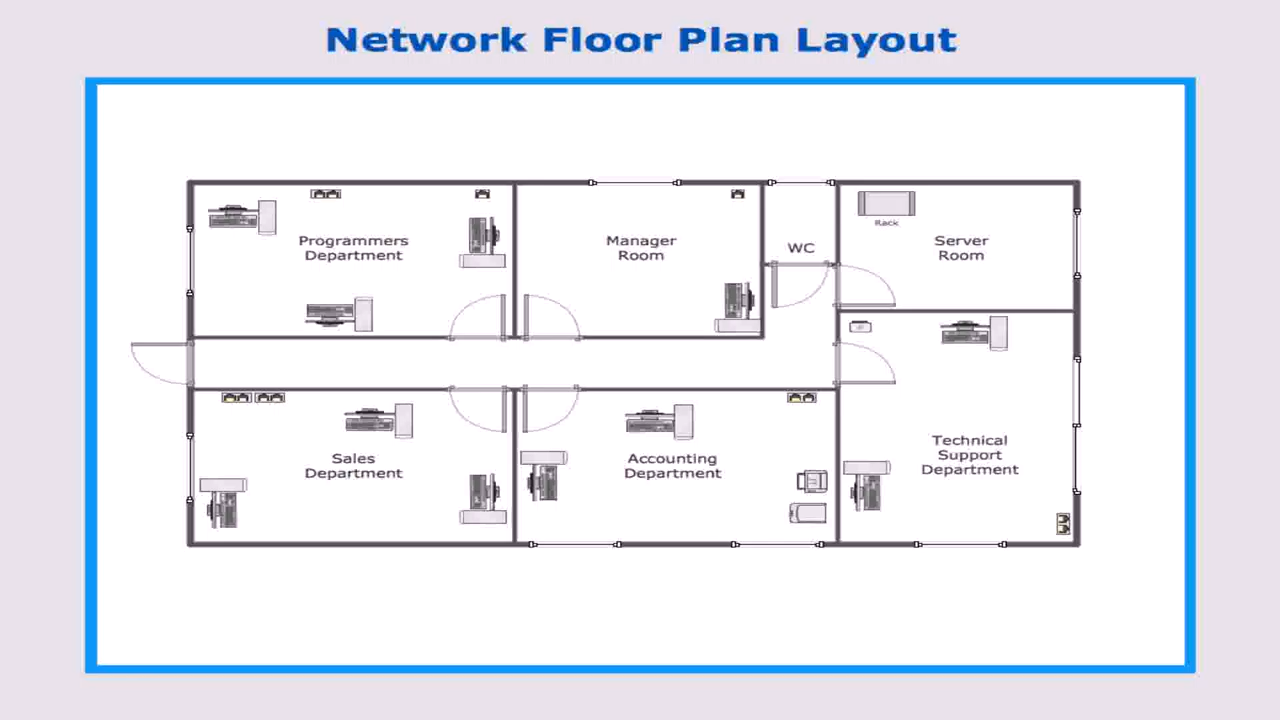 Network Floor Plan Layout
Programmers
Department
Manager
Room
WC
Rack
Server
Room
Sales
Department
Accounting
Department
Technical
Support
Department